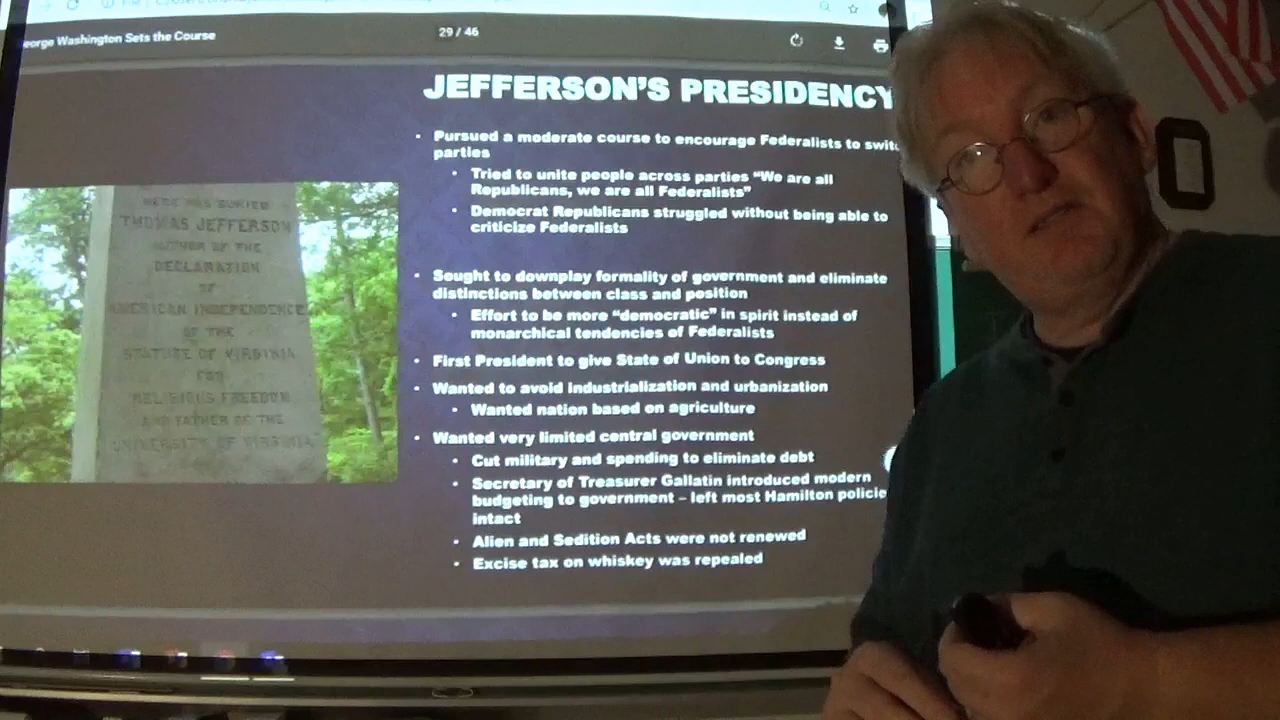 eorge Washington Sets the Course
29 / 46
JEFFERSON'S PRESIDENCY
• Pursued a moderate course to encourage Federalists to switc
parties
• Tried to unite people across parties “We are all
Republicans, we are all Federalists”
• Democrat Republicans struggled without being able to
criticize Federalists
• Sought to downplay formality of government and eliminate
distinctions between class and position
• Effort to be more “democratic” in spirit instead of
monarchical tendencies of Federalists
• First President to give State of Union to Congress
• Wanted to avoid industrialization and urbanization
• Wanted nation based on agriculture
• Wanted very limited central government
• Cut military and spending to eliminate debt
• Secretary of Treasurer Gallatin introduced modern
budgeting to government – left most Hamilton policie
intact
• Alien and Sedition Acts were not renewed
• Excise tax on whiskey was repealed
HERE WAS BURIED
THOMAS JEFFERSON
AUTHOR OF THE
DECLARATION
OF
AMERICAN INDEPENDENCE
OF THE
STATUTE OF VIRGINIA
FOR
RELIGIOUS FREEDOM
AND FATHER OF THE
UNIVERSITY OF VIRGINIA